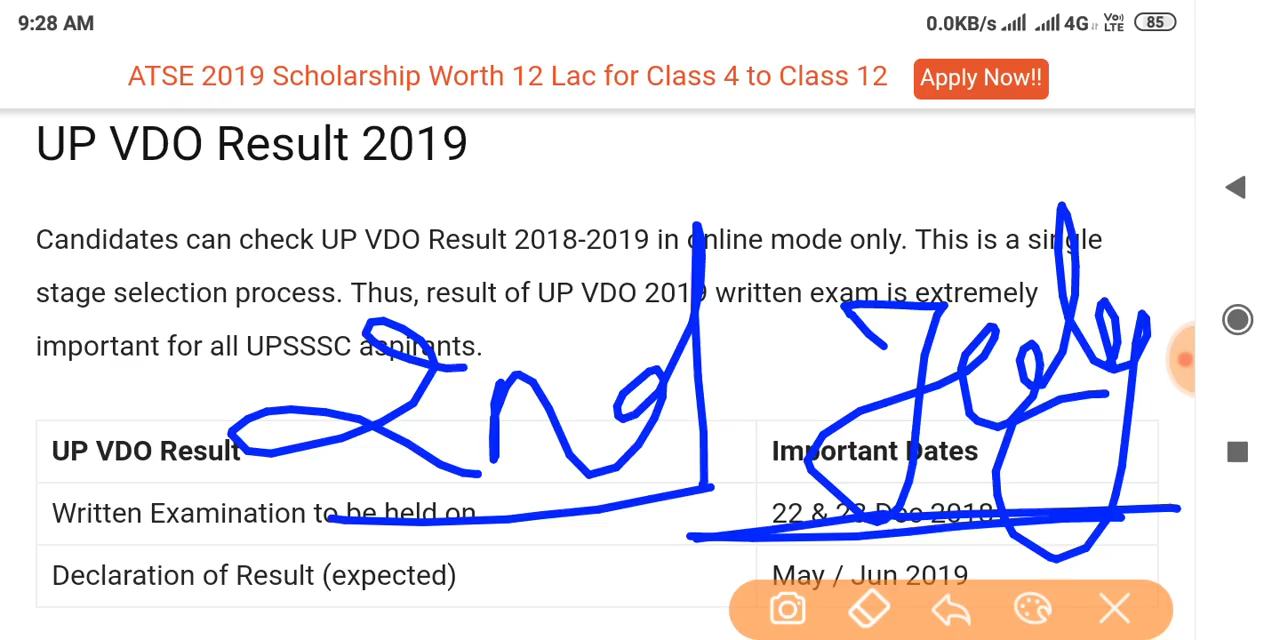 9:28 AM 0.0KB/s 4G Vo) LTE 85
ATSE 2019 Scholarship Worth 12 Lac for Class 4 to Class 12 Apply Now!!
UP VDO Result 2019
Candidates can check UP VDO Result 2018-2019 in online mode only. This is a single
stage selection process. Thus, result of UP VDO 2019 written exam is extremely
important for all UPSSSC aspirants.
2nd
UP VDO Result Important Dates
Written Examination to be held on 22 & 23 Dec 2018
Declaration of Result (expected) May / Jun 2019